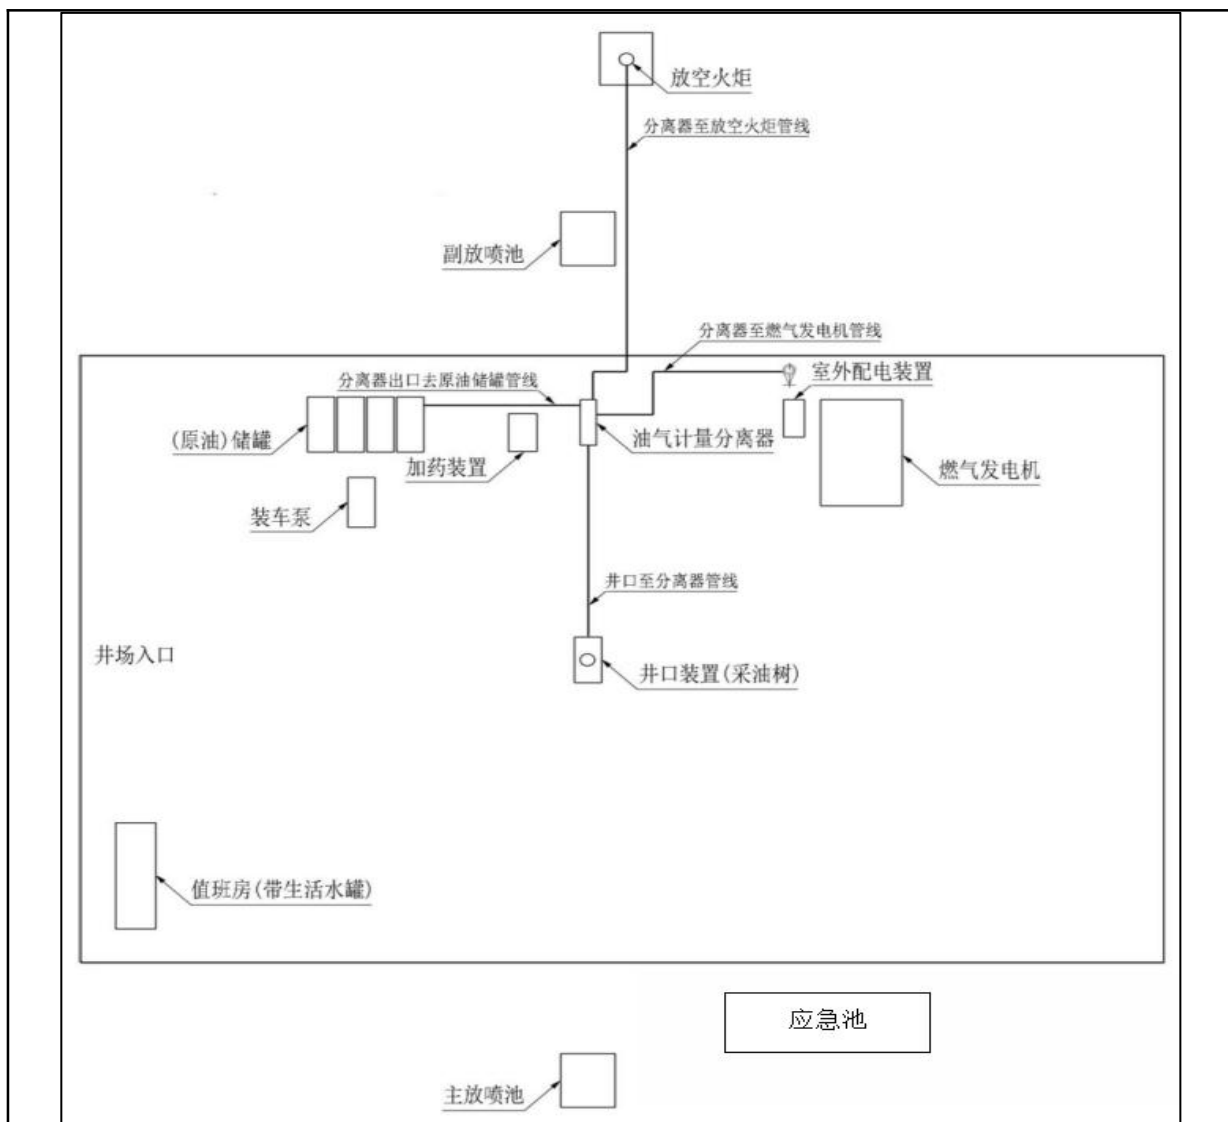 放空火炬
分离器至放空火炬管线
副放喷池
分离器至燃气发电机管线
分离器出口去原油储罐管线
室外配电装置
(原油)储罐
加药装置
油气计量分离器
燃气发电机
装车泵
井口至分离器管线
井场入口
井口装置(采油树)
值班房(带生活水罐)
应急池
主放喷池